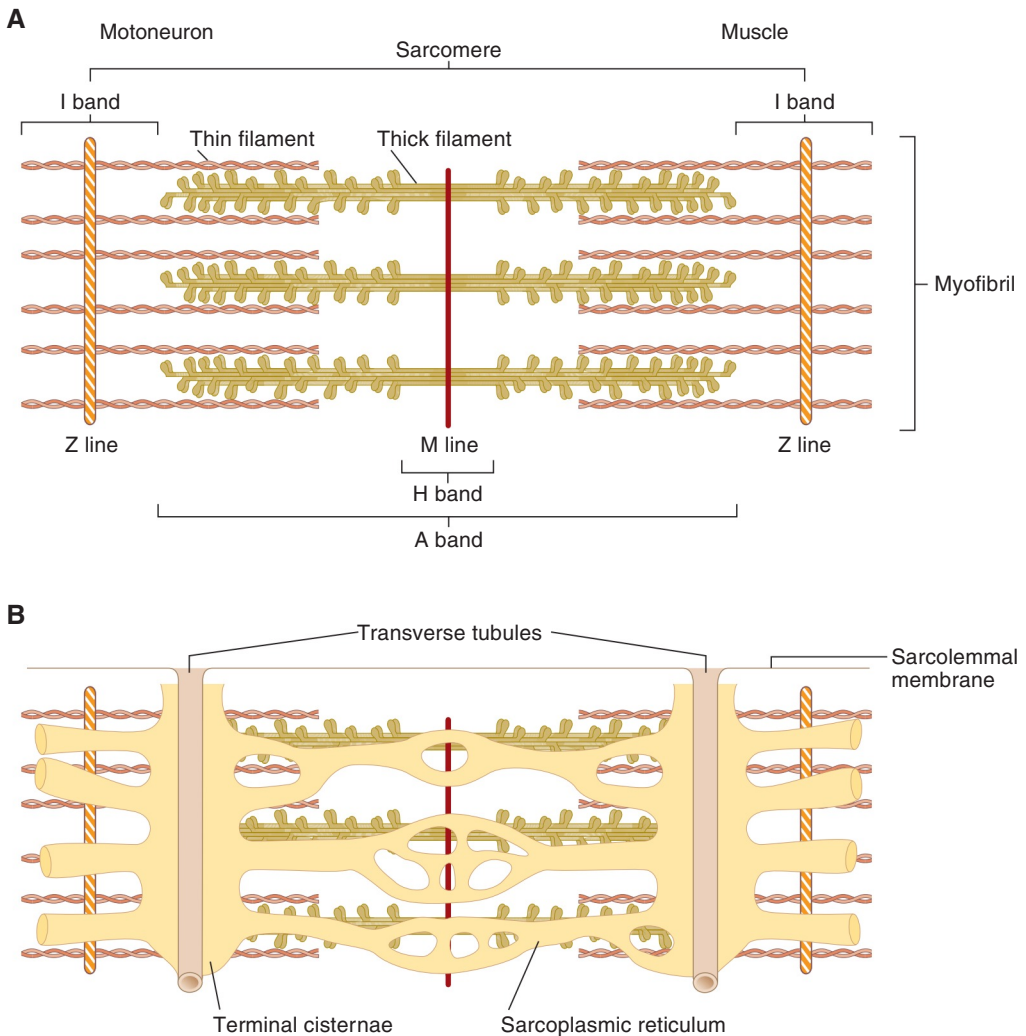 A
Motoneuron
Muscle
Sarcomere
I band
I band
Thin filament
Thick filament
Myofibril
Z line
M line
Z line
H band
A band
B
Transverse tubules
Sarcolemmal
membrane
Terminal cisternae
Sarcoplasmic reticulum